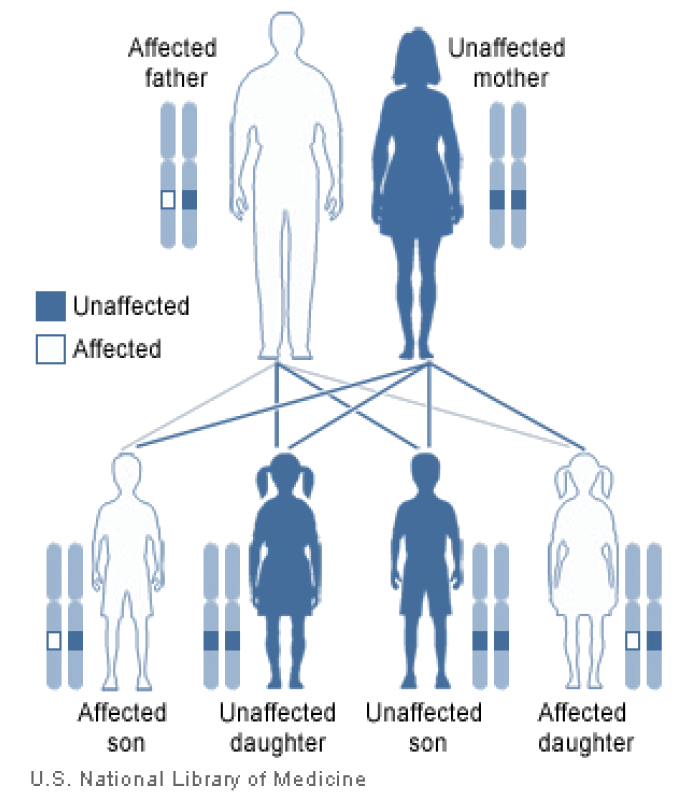 Affected
father
Unaffected
mother
Unaffected
Affected
Affected
son
Unaffected
daughter
Unaffected
son
Affected
daughter
U.S. National Library of Medicine